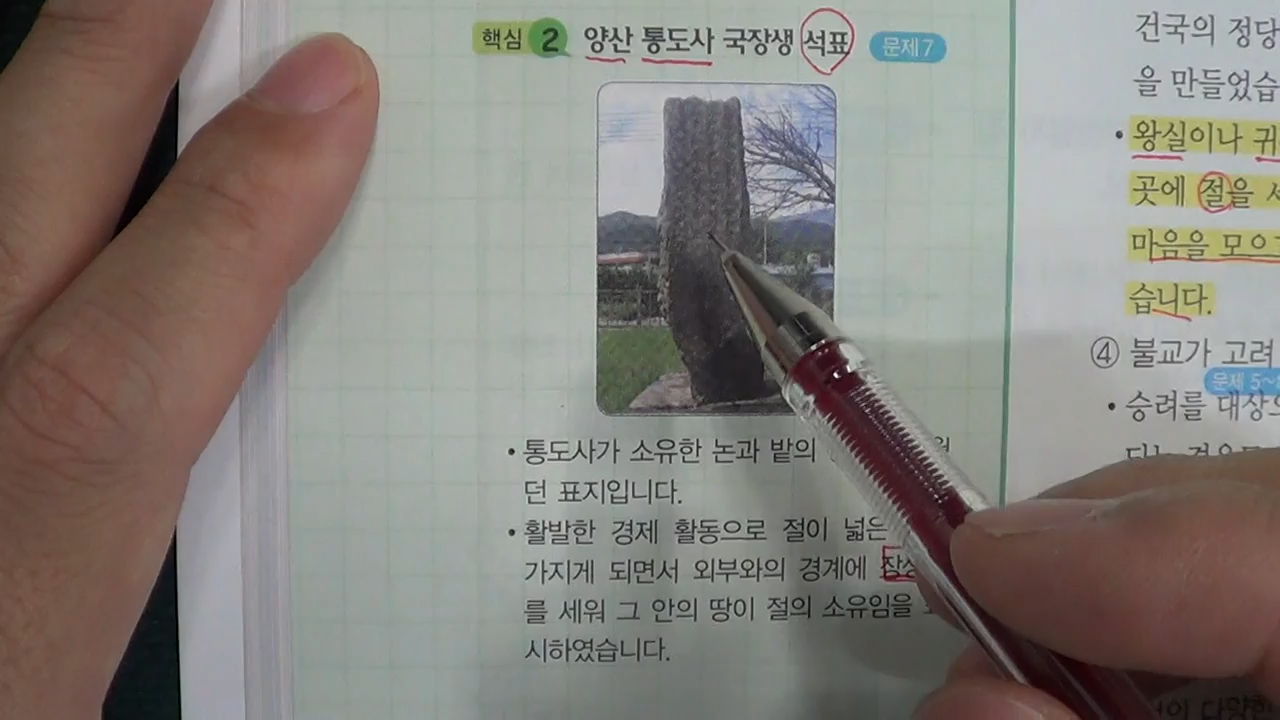 핵심 2 양산 통도사 국장생 석표 문제7
• 통도사가 소유한 논과 밭의
던 표지입니다.
• 활발한 경제 활동으로 절이 넓은
가지게 되면서 외부와의 경계에
를 세워 그 안의 땅이 절의 소유임을
시하였습니다.
건국의 정당
을 만들었습
• 왕실이나 귀
곳에 절을 세
마음을 모으
습니다.
④ 불교가 고려
문제 5~
• 승려를 대상으